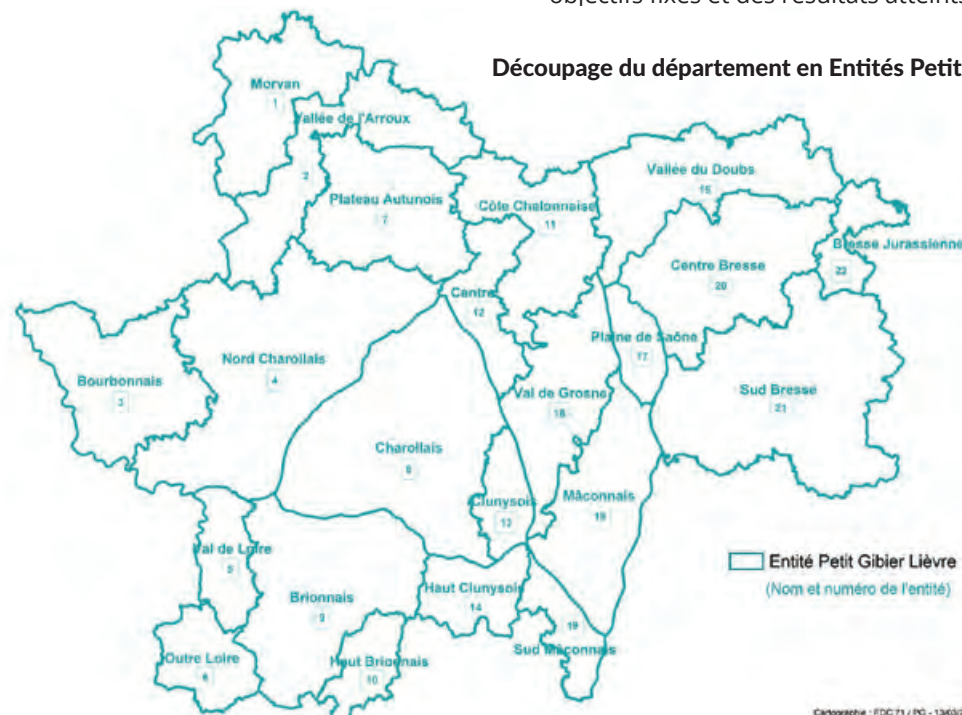 objectifs fixés et des résultats atteints
Découpage du département en Entités Petit
Morvan
1
Vallée de l'Arroux
2
Plateau Autunois
7
Côte Chalonnaise
11
Vallée du Doubs
Bresse Jurassienne
22
Centre Bresse
20
Centre
12
Plaine de Saône
17
Nord Charollais
4
Bourbonnais
3
Val de Grosne
Sud Bresse
21
Charollais
8
Clunysois
13
Mâconnais
Val de Loire
5
Entité Petit Gibier Lièvre
(Nom et numéro de l'entité)
Haut Clunysois
14
Brionnais
9
19
Sud Mâconnais
Outre Loire
6
Haut Brionnais
10
Cartographie : FDC 71 / PG -